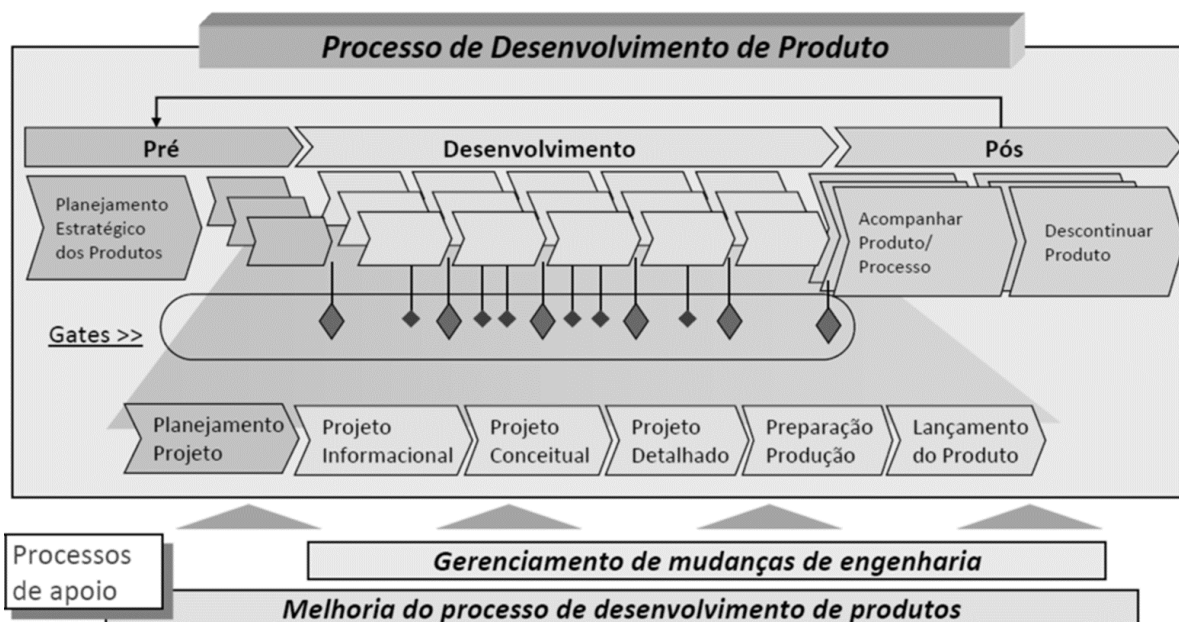 Processo de Desenvolvimento de Produto
Pré
Desenvolvimento
Pós
Planejamento
Estratégico
dos Produtos
Acompanhar
Produto/
Processo
Descontinuar
Produto
Gates >>
Planejamento
Projeto
Projeto
Informacional
Projeto
Conceitual
Projeto
Detalhado
Preparação
Produção
Lançamento
do Produto
Processos
de apoio
Gerenciamento de mudanças de engenharia
Melhoria do processo de desenvolvimento de produtos